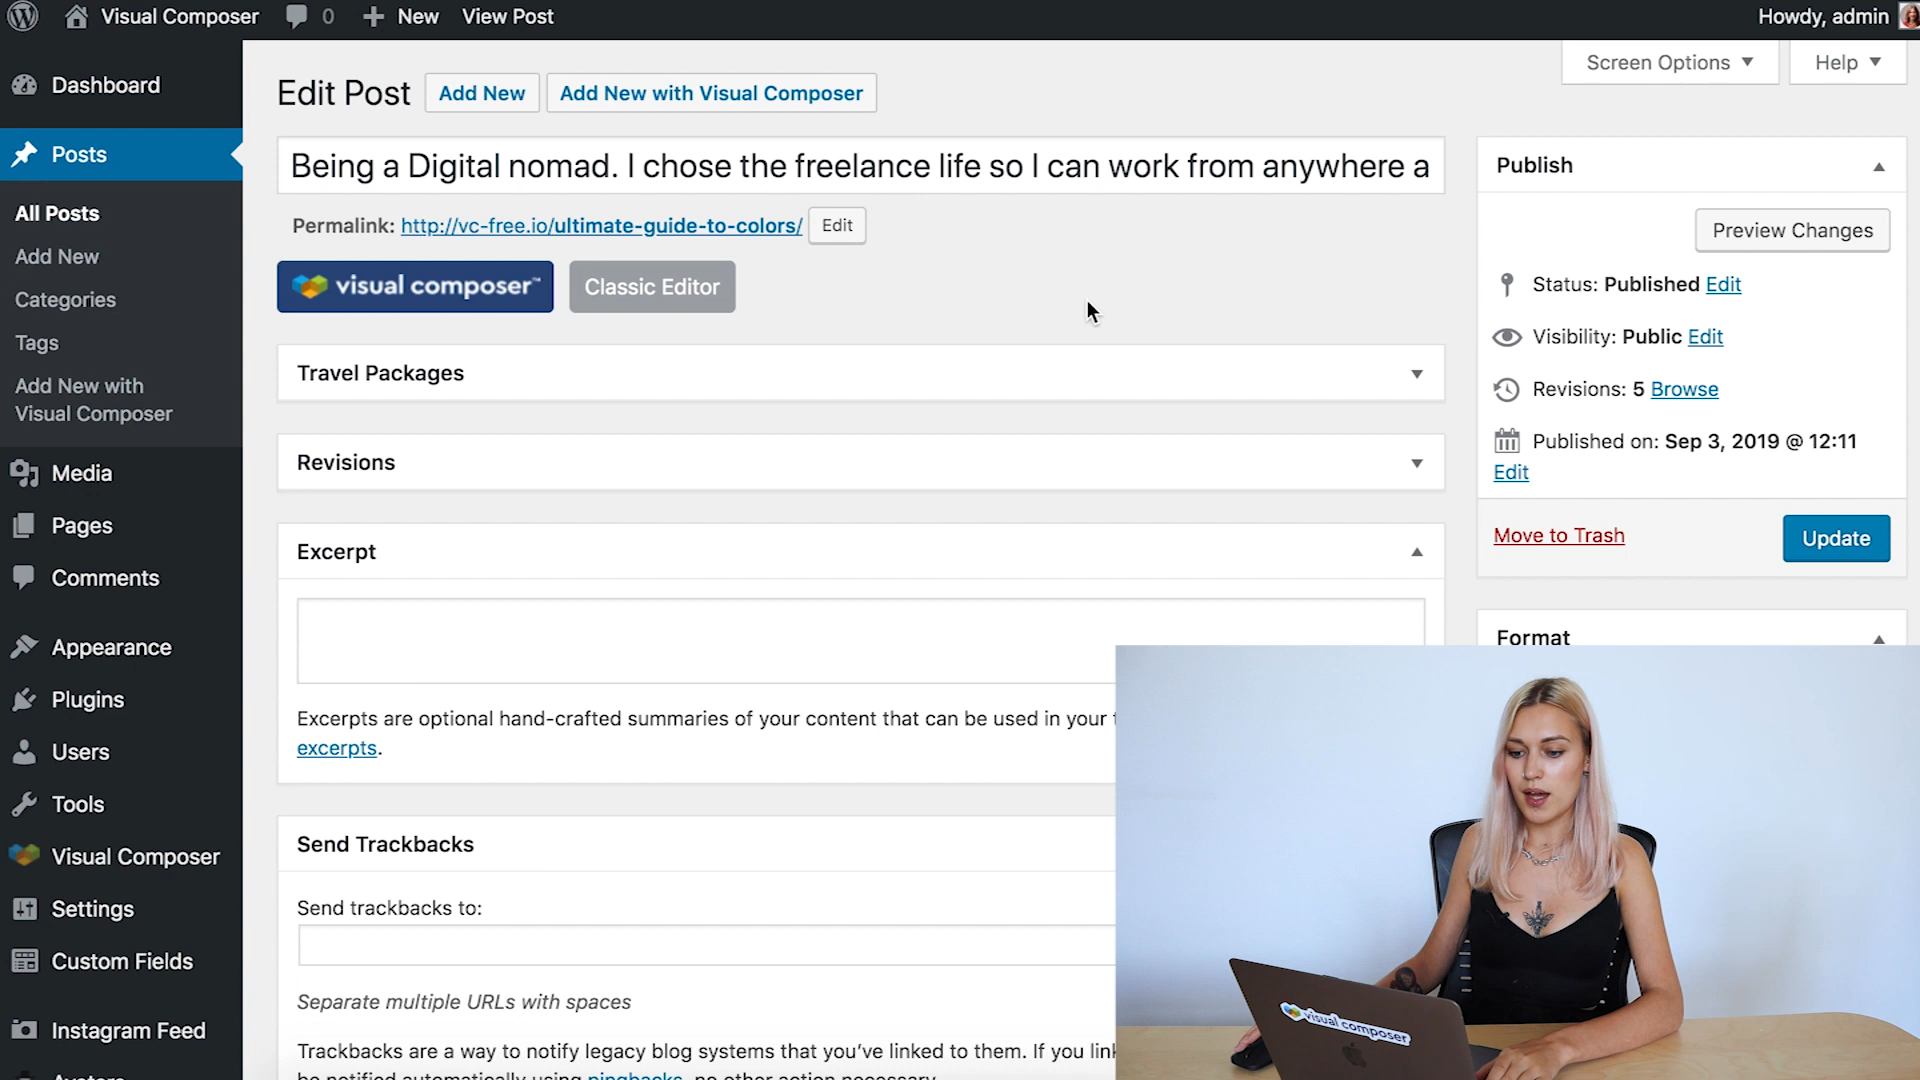 Visual Composer 0 New View Post Howdy, admin
Screen Options Help
Dashboard
Posts
All Posts
Add New
Categories
Tags
Add New with
Visual Composer
Media
Pages
Comments
Appearance
Plugins
Users
Tools
Visual Composer
Settings
Custom Fields
Instagram Feed
Edit Post Add New Add New with Visual Composer
Being a Digital nomad. I chose the freelance life so I can work from anywhere a
Permalink: http://vc-free.io/ultimate-guide-to-colors/ Edit
visual composer™ Classic Editor
Travel Packages
Revisions
Excerpt
Excerpts are optional hand-crafted summaries of your content that can be used in your
excerpts.
Send Trackbacks
Send trackbacks to:
Separate multiple URLs with spaces
Trackbacks are a way to notify legacy blog systems that you've linked to them. If you link
be notified automatically using pingbacks, no other action necessary.
Publish
Preview Changes
Status: Published Edit
Visibility: Public Edit
Revisions: 5 Browse
Published on: Sep 3, 2019 @ 12:11
Edit
Move to Trash Update
Format
visual composer